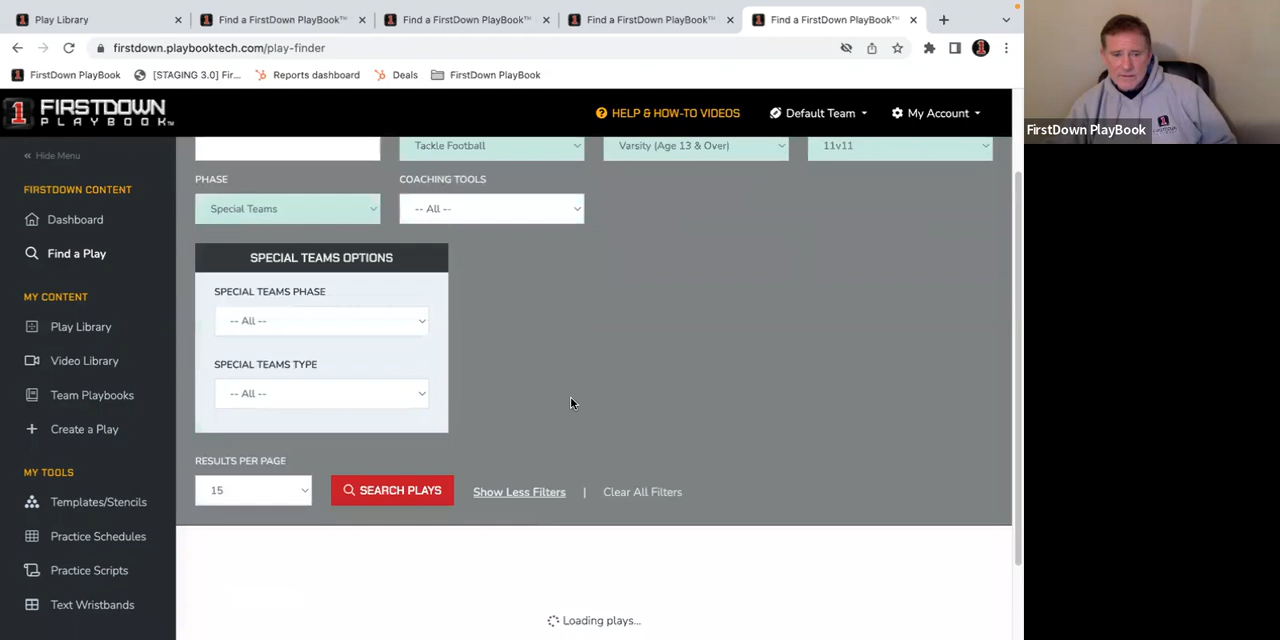 Play Library
Find a FirstDown PlayBook™
Find a FirstDown PlayBook™
Find a FirstDown PlayBook™
Find a FirstDown PlayBook™
firstdown.playbooktech.com/play-finder
FirstDown PlayBook
[STAGING 3.0] Fir...
Reports dashboard
Deals
FirstDown PlayBook
FirstDown PlayBook
1 FIRSTDOWN
PLAYBOOK™
HELP & HOW-TO VIDEOS
Default Team
My Account
Hide Menu
FIRSTDOWN CONTENT
Dashboard
Find a Play
MY CONTENT
Play Library
Video Library
Team Playbooks
Create a Play
MY TOOLS
Templates/Stencils
Practice Schedules
Practice Scripts
Text Wristbands
Tackle Football
Varsity (Age 13 & Over)
11v11
PHASE
COACHING TOOLS
Special Teams
-- All --
SPECIAL TEAMS OPTIONS
SPECIAL TEAMS PHASE
-- All --
SPECIAL TEAMS TYPE
-- All --
RESULTS PER PAGE
15
SEARCH PLAYS
Show Less Filters
|
Clear All Filters
Loading plays...